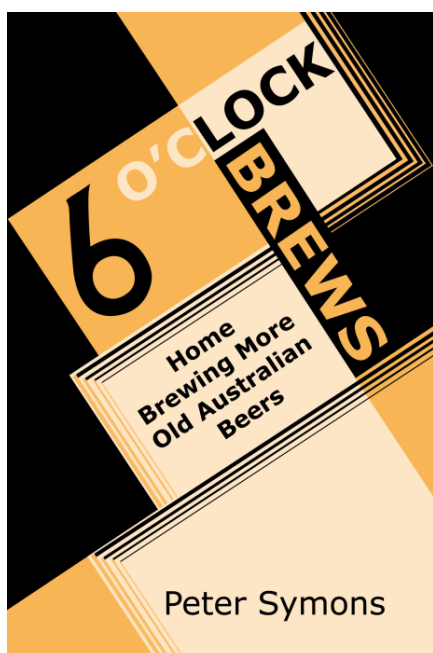 6 O'CLOCK
BREWS
Home
Brewing More
Old Australian
Beers
Peter Symons